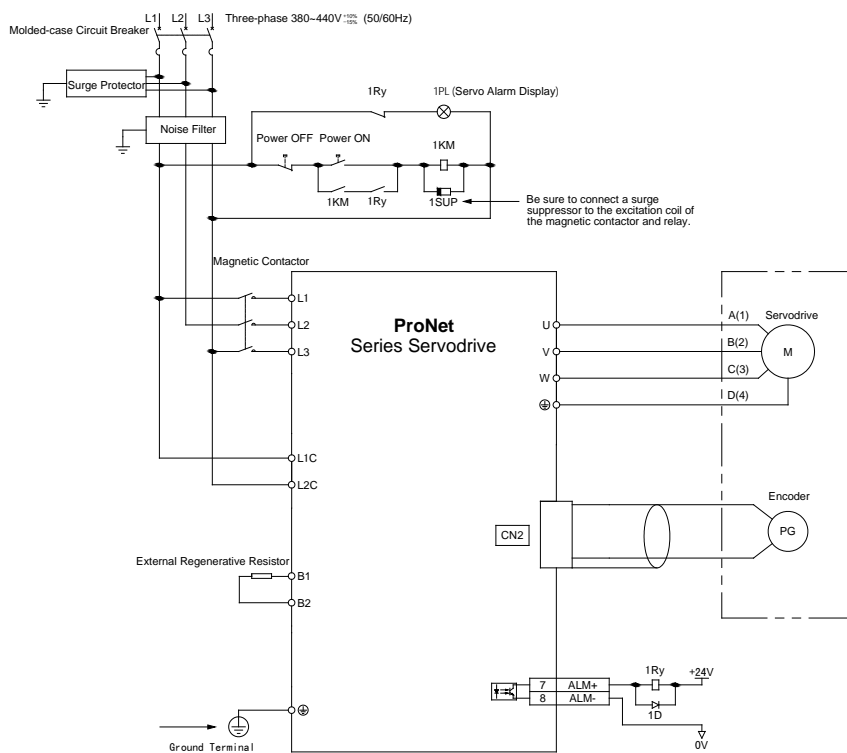 L1 L2 L3 Three-phase 380~440V +10% -15% (50/60Hz)
Molded-case Circuit Breaker
Surge Protector
Noise Filter
1Ry
1PL (Servo Alarm Display)
Power OFF Power ON
1KM
1KM
1Ry
1SUP
Be sure to connect a surge
suppressor to the excitation coil of
the magnetic contactor and relay.
Magnetic Contactor
L1
L2
L3
ProNet
Series Servodrive
U
V
W
A(1)
B(2)
C(3)
D(4)
Servodrive
M
L1C
L2C
CN2
Encoder
PG
External Regenerative Resistor
B1
B2
7 ALM+
8 ALM-
1Ry
+24V
1D
0V
Ground Terminal